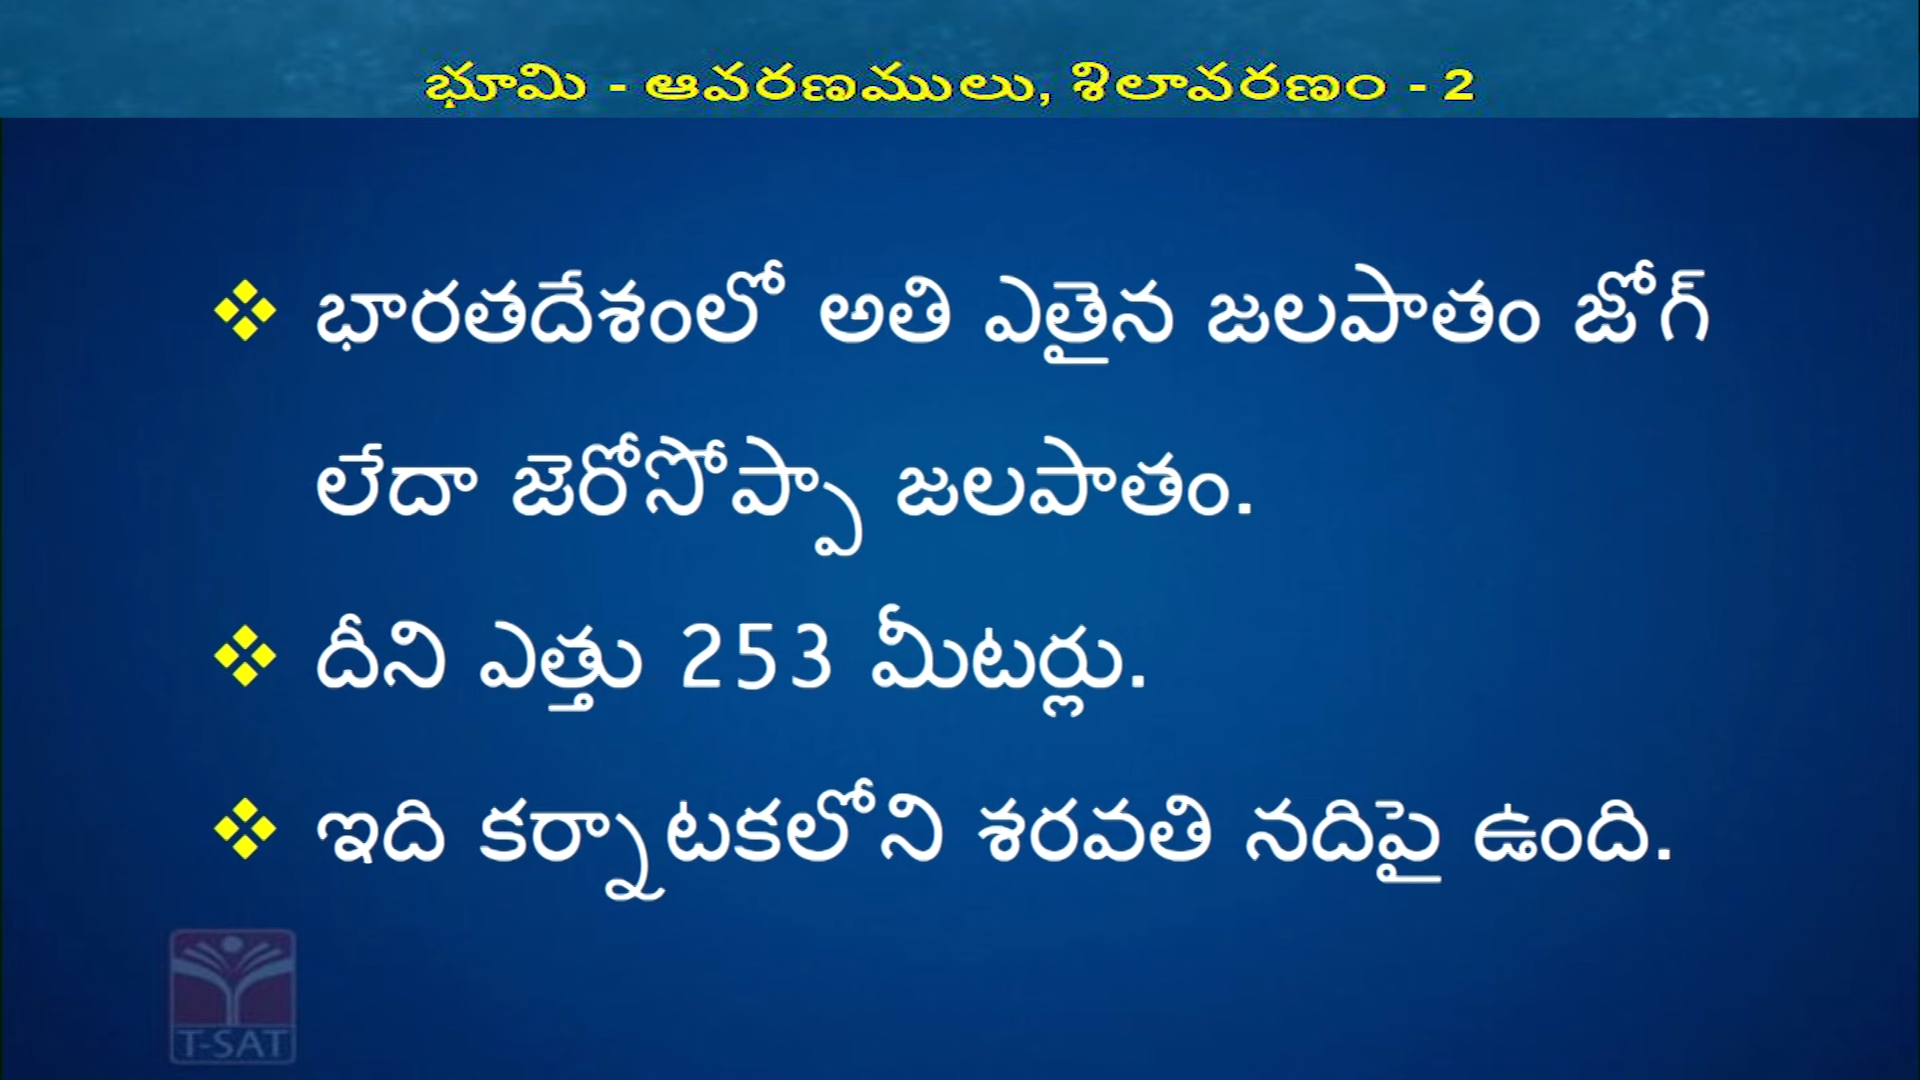 భూమి - ఆవరణములు, శిలావరణం - 2
భారతదేశంలో అతి ఎతైన జలపాతం జోగ్
లేదా జెరోసోప్పా జలపాతం.
దీని ఎత్తు 253 మీటర్లు.
ఇది కర్నాటకలోని శరవతి నదిపై ఉంది.
T-SAT